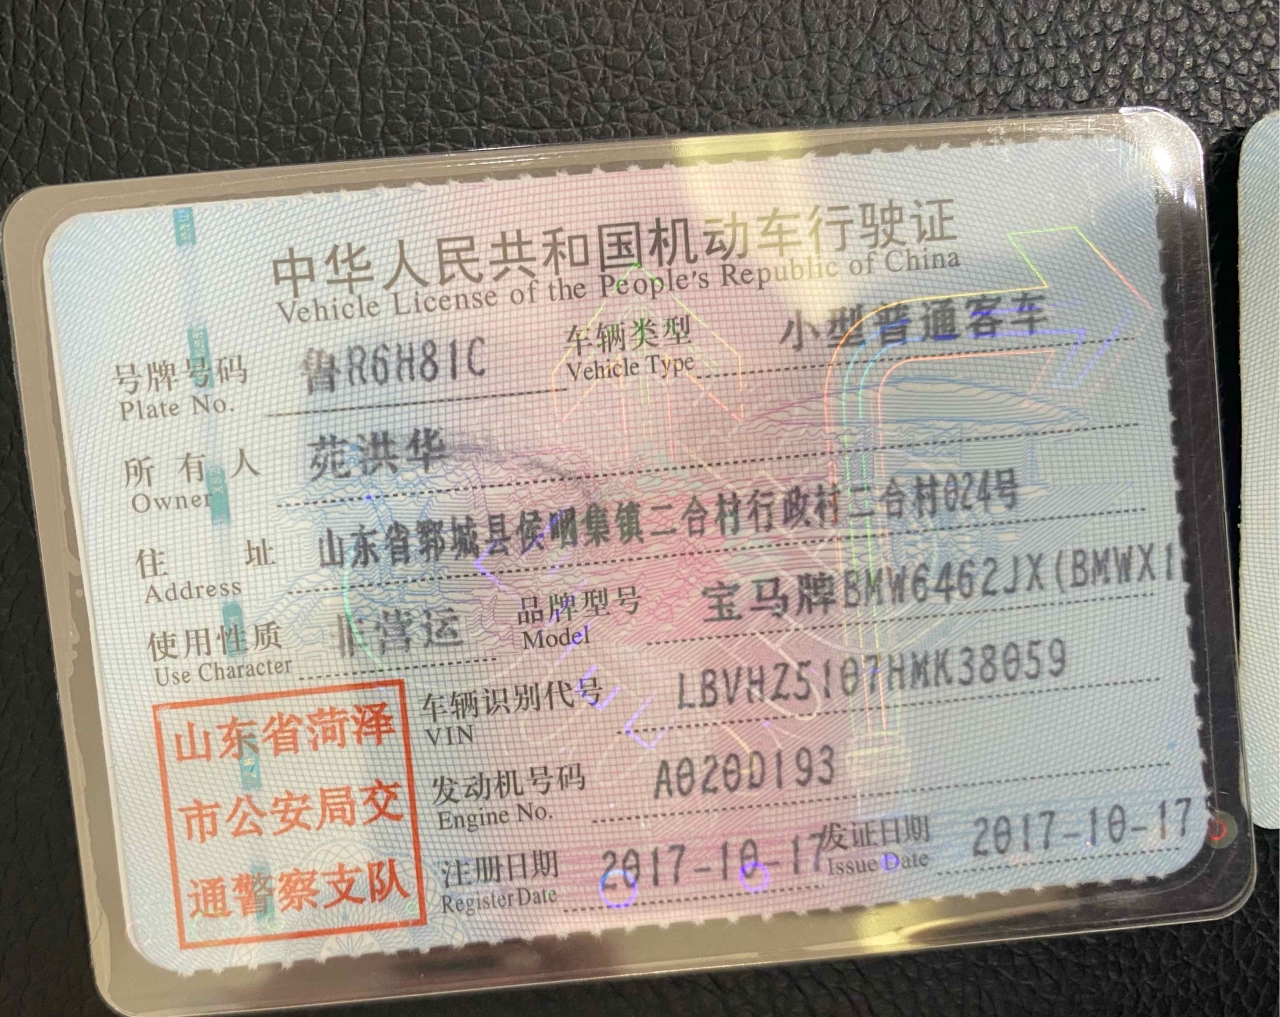 中华人民共和国机动车行驶证
Vehicle License of the People's Republic of China
号牌号码 鲁R6H81C 车辆类型 小型普通客车
Plate No. Vehicle Type
所有人 苑洪华
Owner
住址 山东省鄄城县侯咽集镇二合村行政村二合村024号
Address
使用性质 非营运 品牌型号 宝马牌BMW6462JX(BMWX1
Use Character Model
车辆识别代号 LBVHZ5107HMK38059
VIN
发动机号码 A020D193
Engine No.
注册日期 2017-10-17 发证日期 2017-10-17
Register Date Issue Date
山东省菏泽
市公安局交
通警察支队